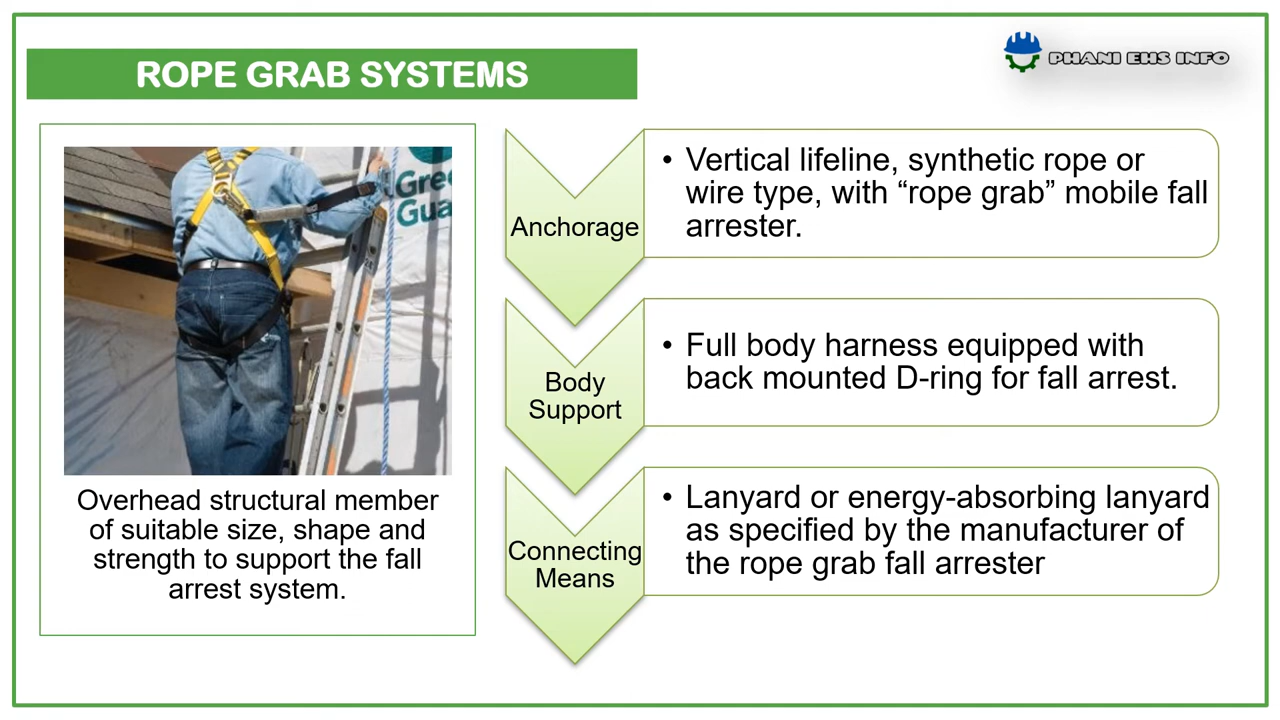 PHANI EHS INFO
ROPE GRAB SYSTEMS
Gre
Gua
Overhead structural member
of suitable size, shape and
strength to support the fall
arrest system.
Anchorage
• Vertical lifeline, synthetic rope or
wire type, with “rope grab” mobile fall
arrester.
Body
Support
• Full body harness equipped with
back mounted D-ring for fall arrest.
Connecting
Means
• Lanyard or energy-absorbing lanyard
as specified by the manufacturer of
the rope grab fall arrester